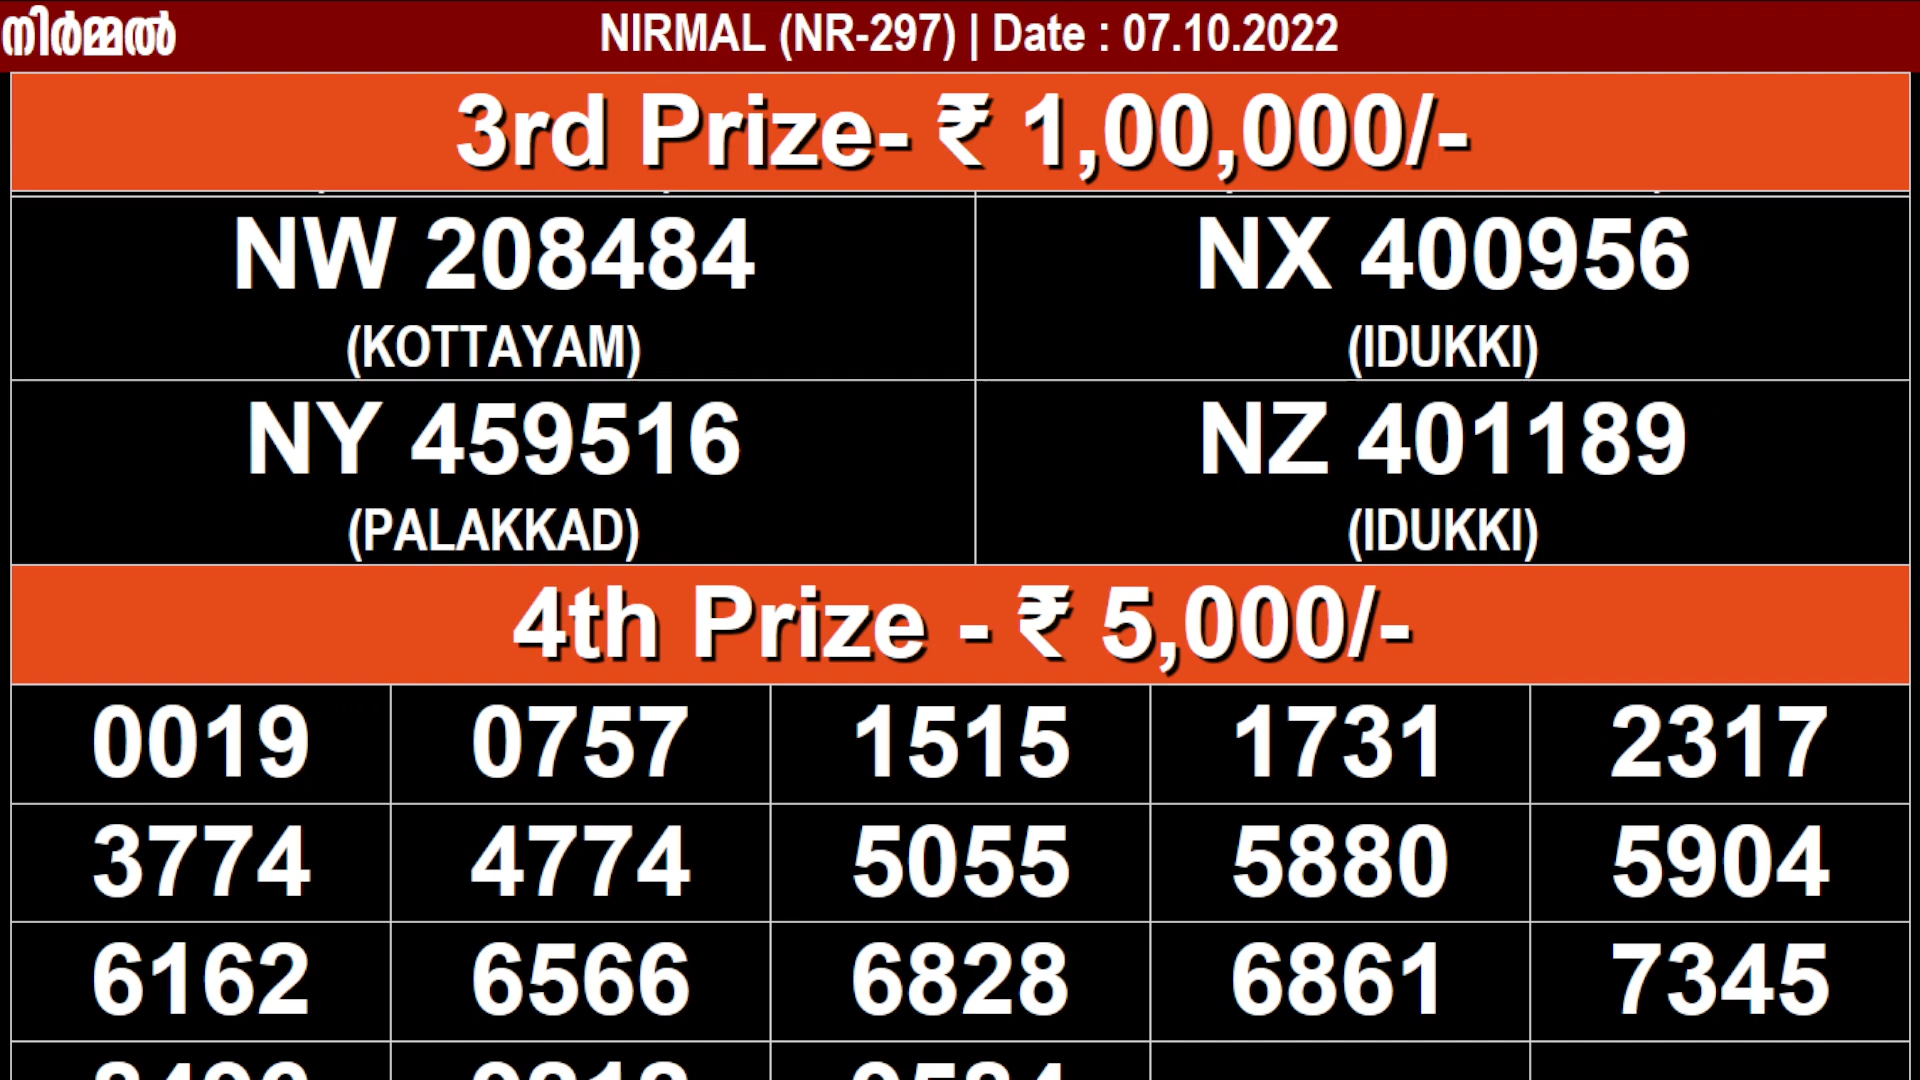 നിർമ്മൽ
NIRMAL (NR-297) | Date : 07.10.2022
3rd Prize- ₹ 1,00,000/-
NW 208484 NX 400956
(KOTTAYAM) (IDUKKI)
NY 459516 NZ 401189
(PALAKKAD) (IDUKKI)
4th Prize - ₹ 5,000/-
0019 0757 1515 1731 2317
3774 4774 5055 5880 5904
6162 6566 6828 6861 7345